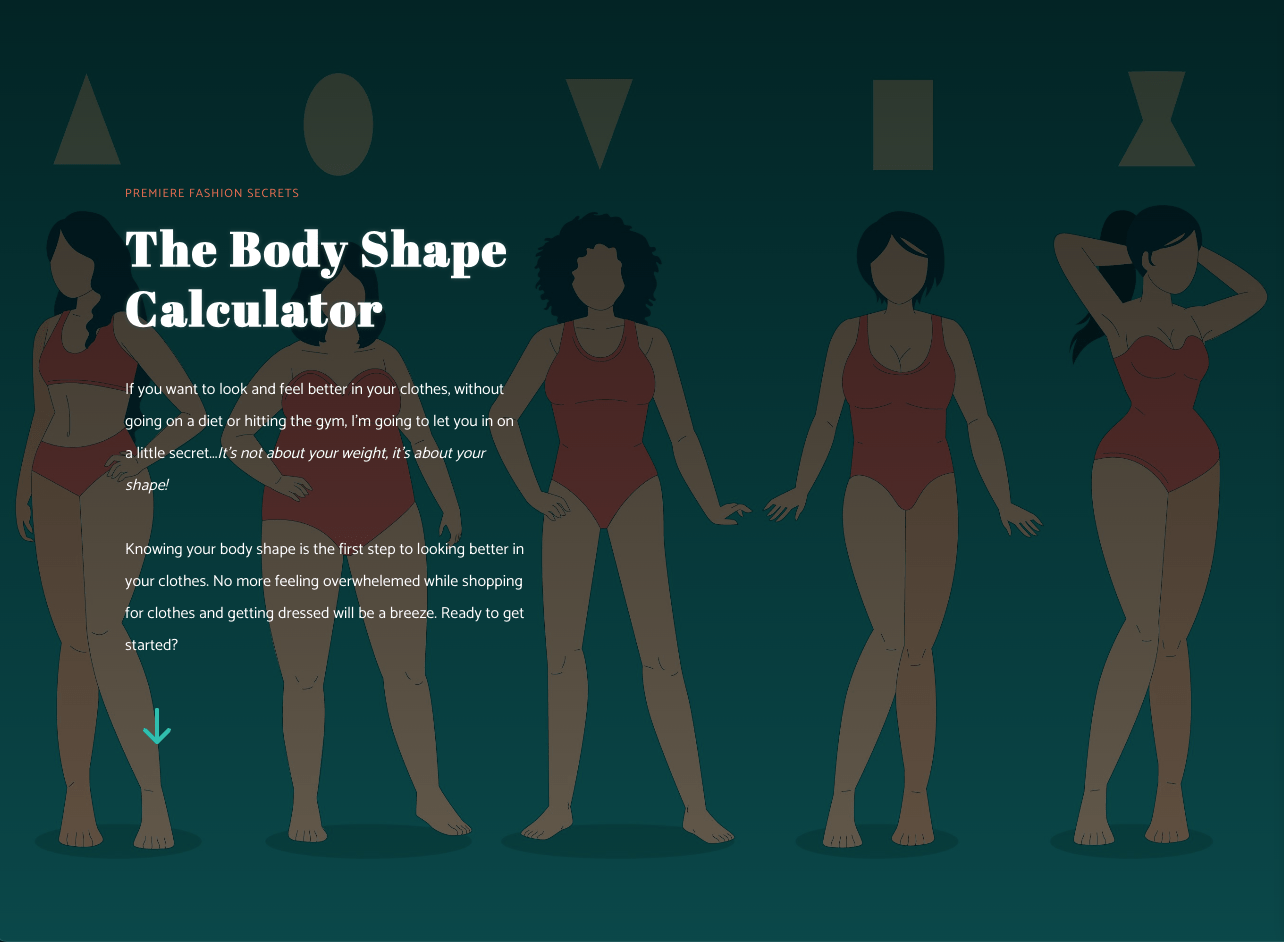 PREMIERE FASHION SECRETS
The Body Shape
Calculator
If you want to look and feel better in your clothes, without
going on a diet or hitting the gym, I'm going to let you in on
a little secret...It's not about your weight, it's about your
shape!
Knowing your body shape is the first step to looking better in
your clothes. No more feeling overwhelemed while shopping
for clothes and getting dressed will be a breeze. Ready to get
started?